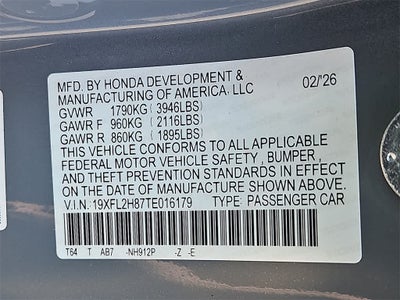 MFD. BY HONDA DEVELOPMENT &
MANUFACTURING OF AMERICA, LLC 02/'26
GVWR 1790KG (3946LBS)
GAWR F 960KG (2116LBS)
GAWR R 860KG (1895LBS)
THIS VEHICLE CONFORMS TO ALL APPLICABLE
FEDERAL MOTOR VEHICLE SAFETY, BUMPER,
AND THEFT PREVENTION STANDARDS IN EFFECT
ON THE DATE OF MANUFACTURE SHOWN ABOVE.
V.I.N. 19XFL2H87TE016179 TYPE: PASSENGER CAR
T64 T AB7 -NH912P -Z -E